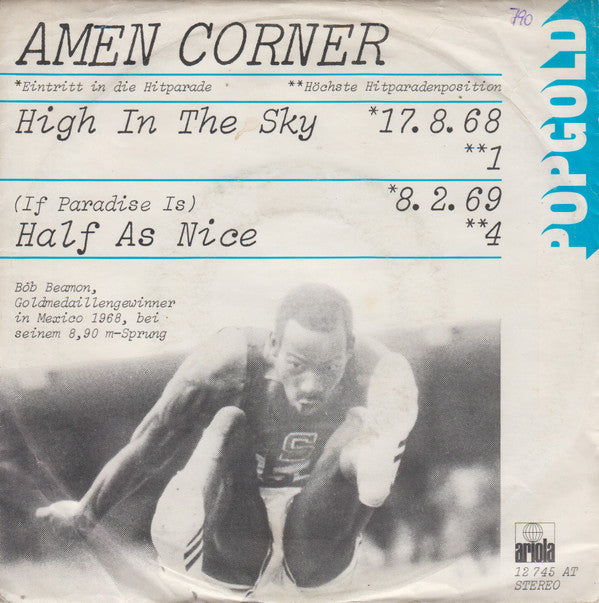 790
AMEN CORNER
*Eintritt in die Hitparade **Höchste Hitparadenposition
High In The Sky *17.8.68
**1
(If Paradise Is) *8.2.69
Half As Nice **4
POPGOLD
Bób Beamon,
Goldmedaillengewinner
in Mexico 1968, bei
seinem 8,90 m-Sprung
ariola
12 745 AT
STEREO